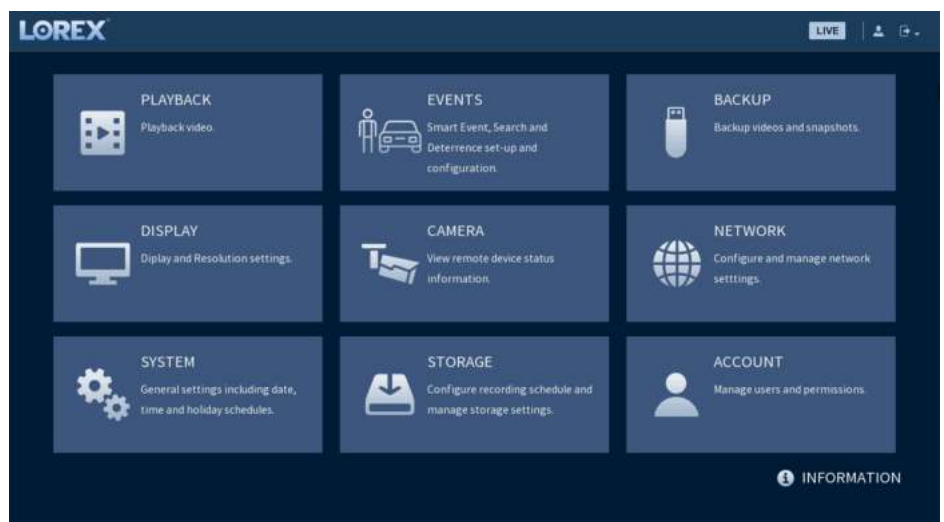 LOREX
LIVE
PLAYBACK
Playback video.
EVENTS
Smart Event, Search and
Deterrence set-up and
configuration.
BACKUP
Backup videos and snapshots.
DISPLAY
Diplay and Resolution settings.
CAMERA
View remote device status
information.
NETWORK
Configure and manage network
setttings.
SYSTEM
General settings including date,
time and holiday schedules.
STORAGE
Configure recording schedule and
manage storage settings.
ACCOUNT
Manage users and permissions.
INFORMATION